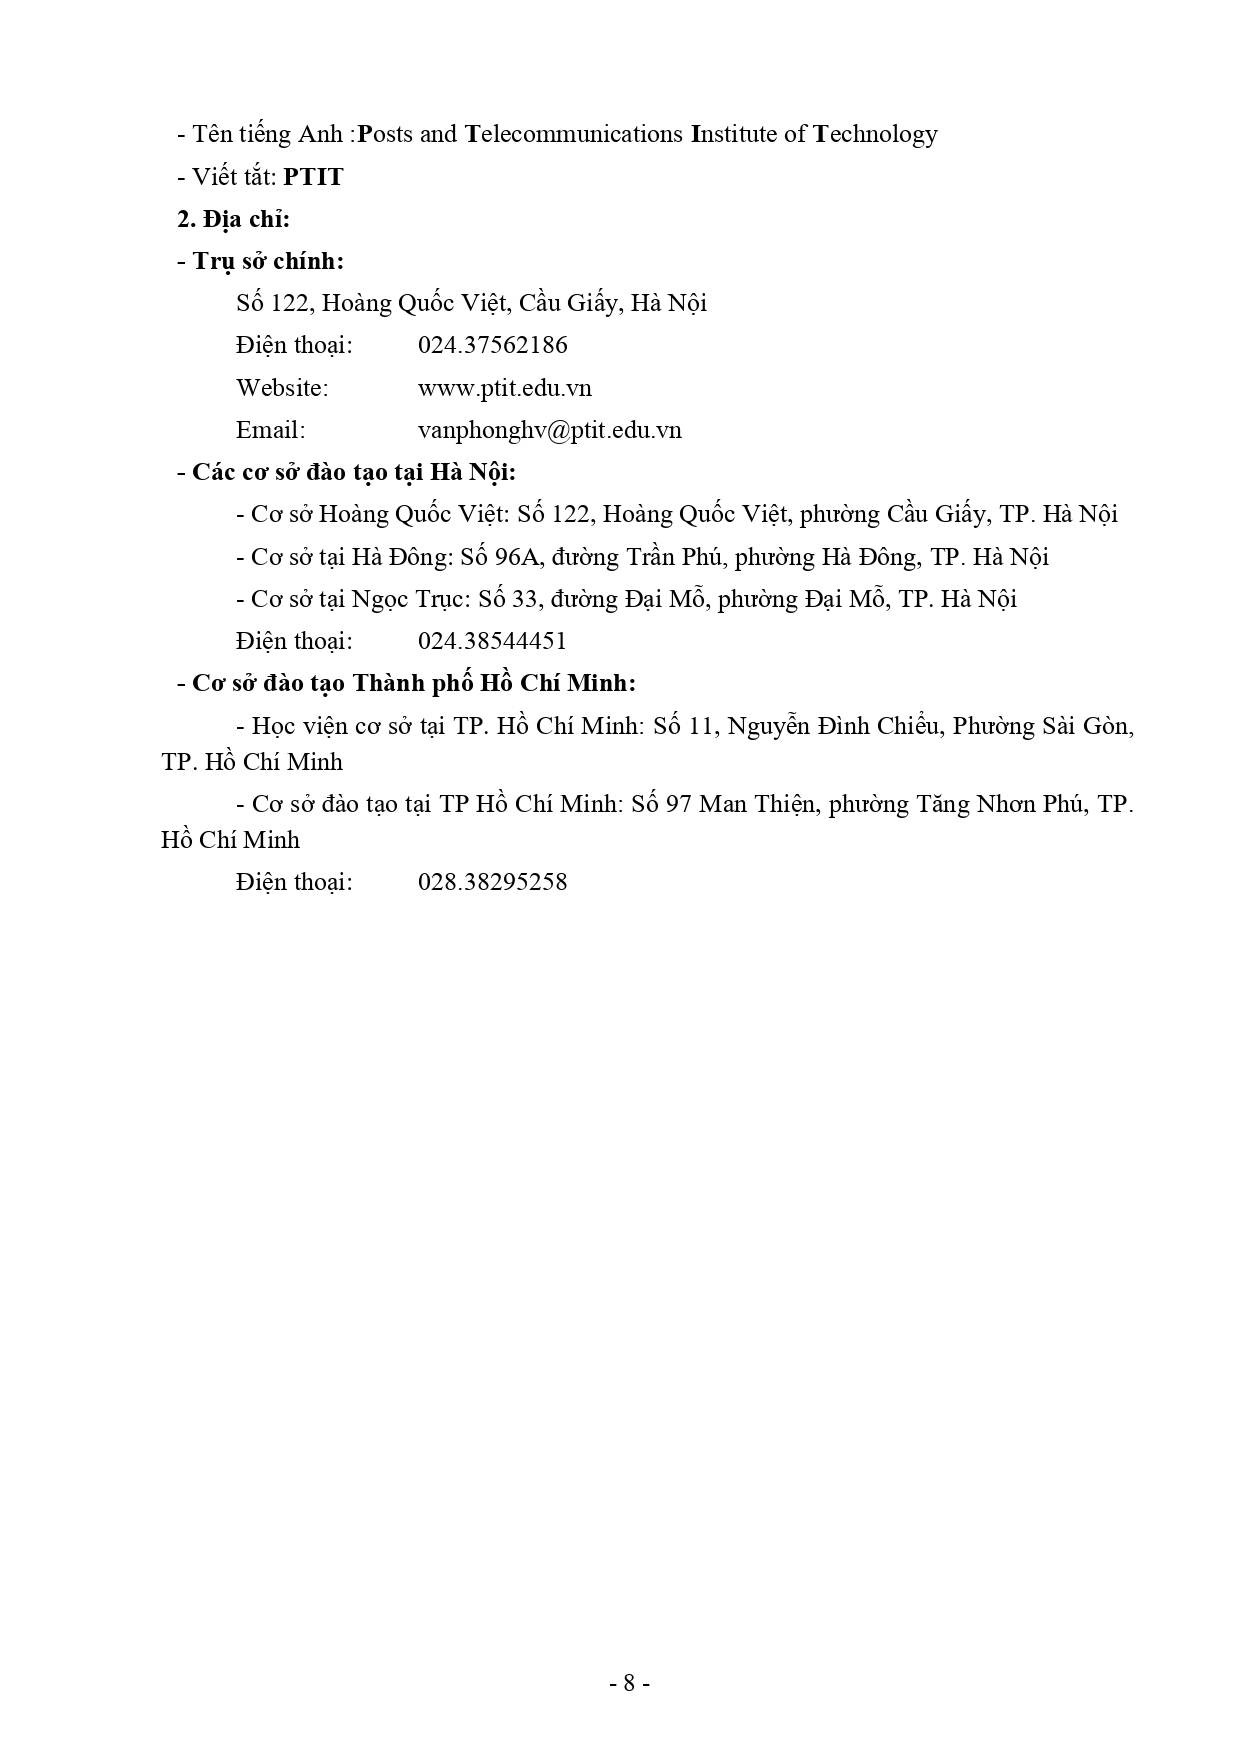 - Tên tiếng Anh :Posts and Telecommunications Institute of Technology
- Viết tắt: PTIT
2. Địa chỉ:
- Trụ sở chính:
Số 122, Hoàng Quốc Việt, Cầu Giấy, Hà Nội
Điện thoại: 024.37562186
Website: www.ptit.edu.vn
Email: vanphonghv@ptit.edu.vn
- Các cơ sở đào tạo tại Hà Nội:
- Cơ sở Hoàng Quốc Việt: Số 122, Hoàng Quốc Việt, phường Cầu Giấy, TP. Hà Nội
- Cơ sở tại Hà Đông: Số 96A, đường Trần Phú, phường Hà Đông, TP. Hà Nội
- Cơ sở tại Ngọc Trục: Số 33, đường Đại Mỗ, phường Đại Mỗ, TP. Hà Nội
Điện thoại: 024.38544451
- Cơ sở đào tạo Thành phố Hồ Chí Minh:
- Học viện cơ sở tại TP. Hồ Chí Minh: Số 11, Nguyễn Đình Chiểu, Phường Sài Gòn,
TP. Hồ Chí Minh
- Cơ sở đào tạo tại TP Hồ Chí Minh: Số 97 Man Thiện, phường Tăng Nhơn Phú, TP.
Hồ Chí Minh
Điện thoại: 028.38295258
- 8 -